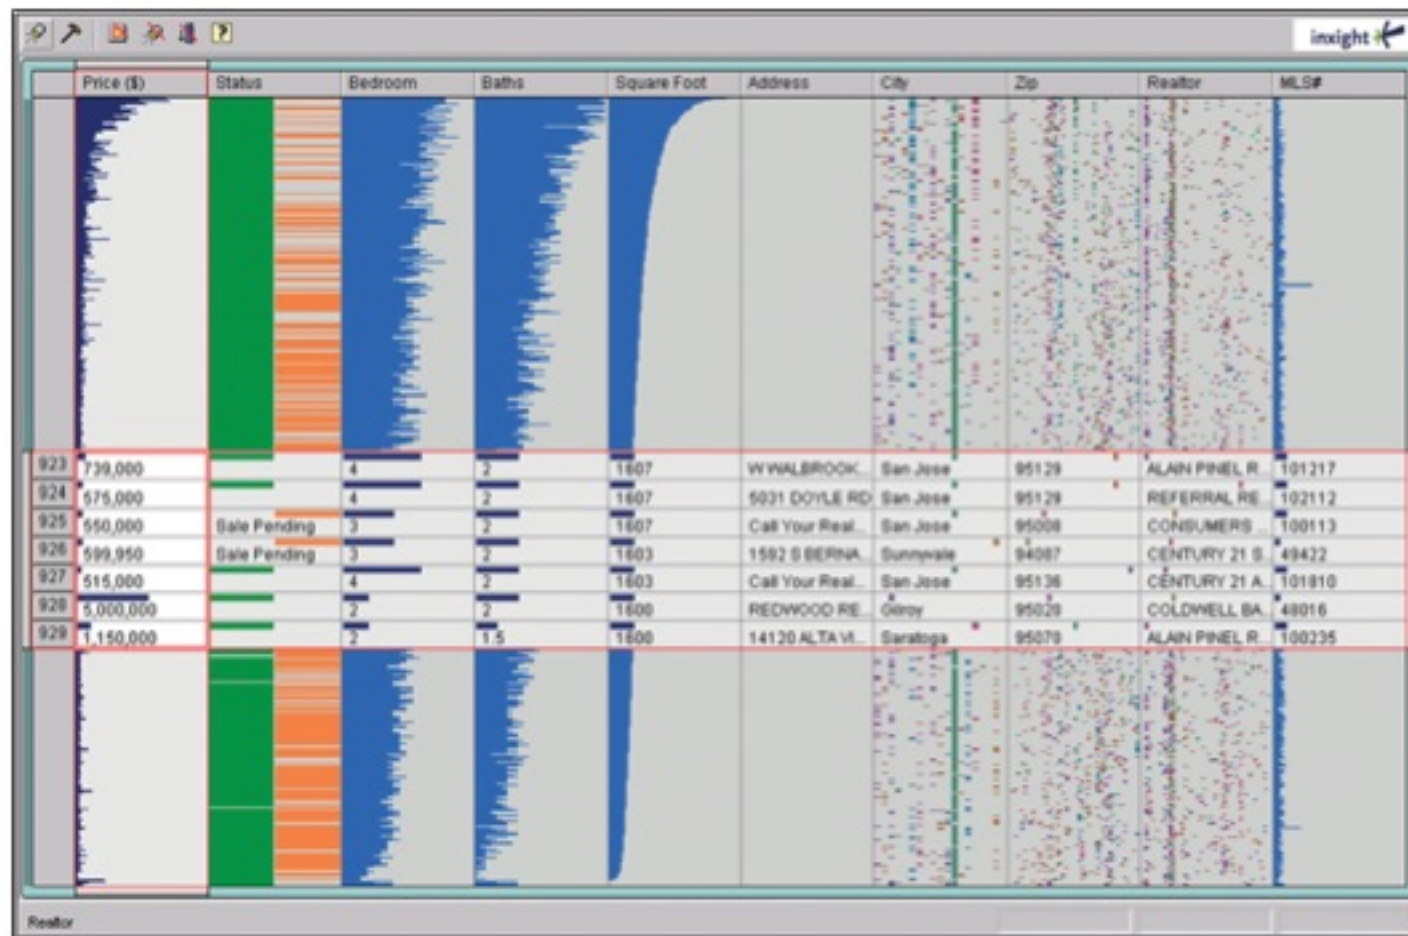 ?
inxight
Price ($) Status Bedroom Baths Square Foot Address City Zip Realtor MLS#
923 739,000 4 2 1607 W WALBROOK... San Jose 95129 ALAIN PINEL R... 101217
924 575,000 4 2 1607 5031 DOYLE RD San Jose 95129 REFERRAL RE... 102112
925 550,000 Sale Pending 3 2 1607 Call Your Real... San Jose 95008 CONSUMERS ... 100113
926 599,950 Sale Pending 3 2 1603 1592 S BERNA... Sunnyvale 94087 CENTURY 21 S... 49422
927 515,000 4 2 1603 Call Your Real... San Jose 95136 CENTURY 21 A... 101810
928 5,000,000 2 2 1600 REDWOOD RE... Gilroy 95020 COLDWELL BA... 48016
929 1,150,000 2 1.5 1600 14120 ALTA VI... Saratoga 95070 ALAIN PINEL R... 100235
Realtor